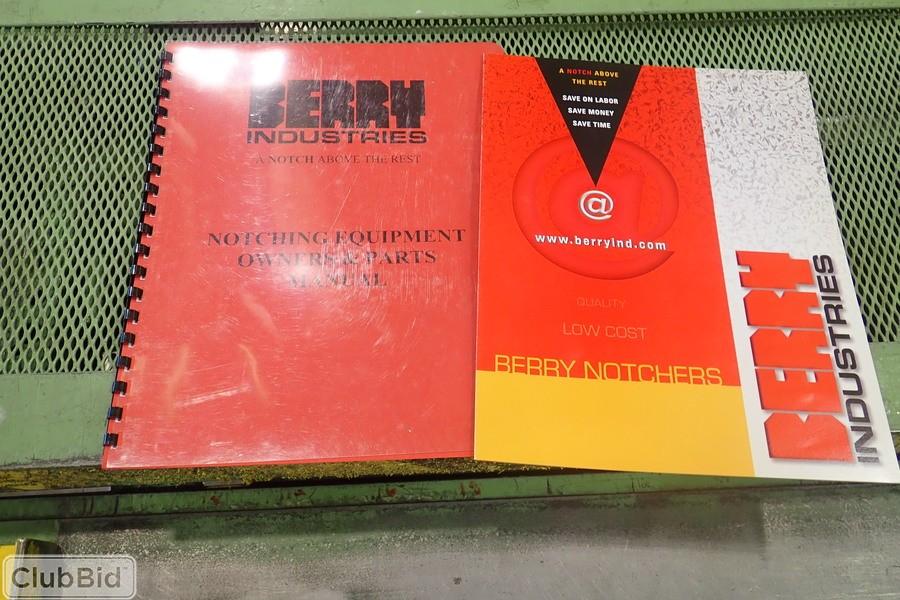 BERRY
INDUSTRIES
A NOTCH ABOVE THE REST
NOTCHING EQUIPMENT
OWNERS & PARTS
MANUAL
A NOTCH ABOVE
THE REST
SAVE ON LABOR
SAVE MONEY
SAVE TIME
@
www.berryInd.com
QUALITY
LOW COST
BERRY NOTCHERS
BERRY
INDUSTRIES
ClubBid